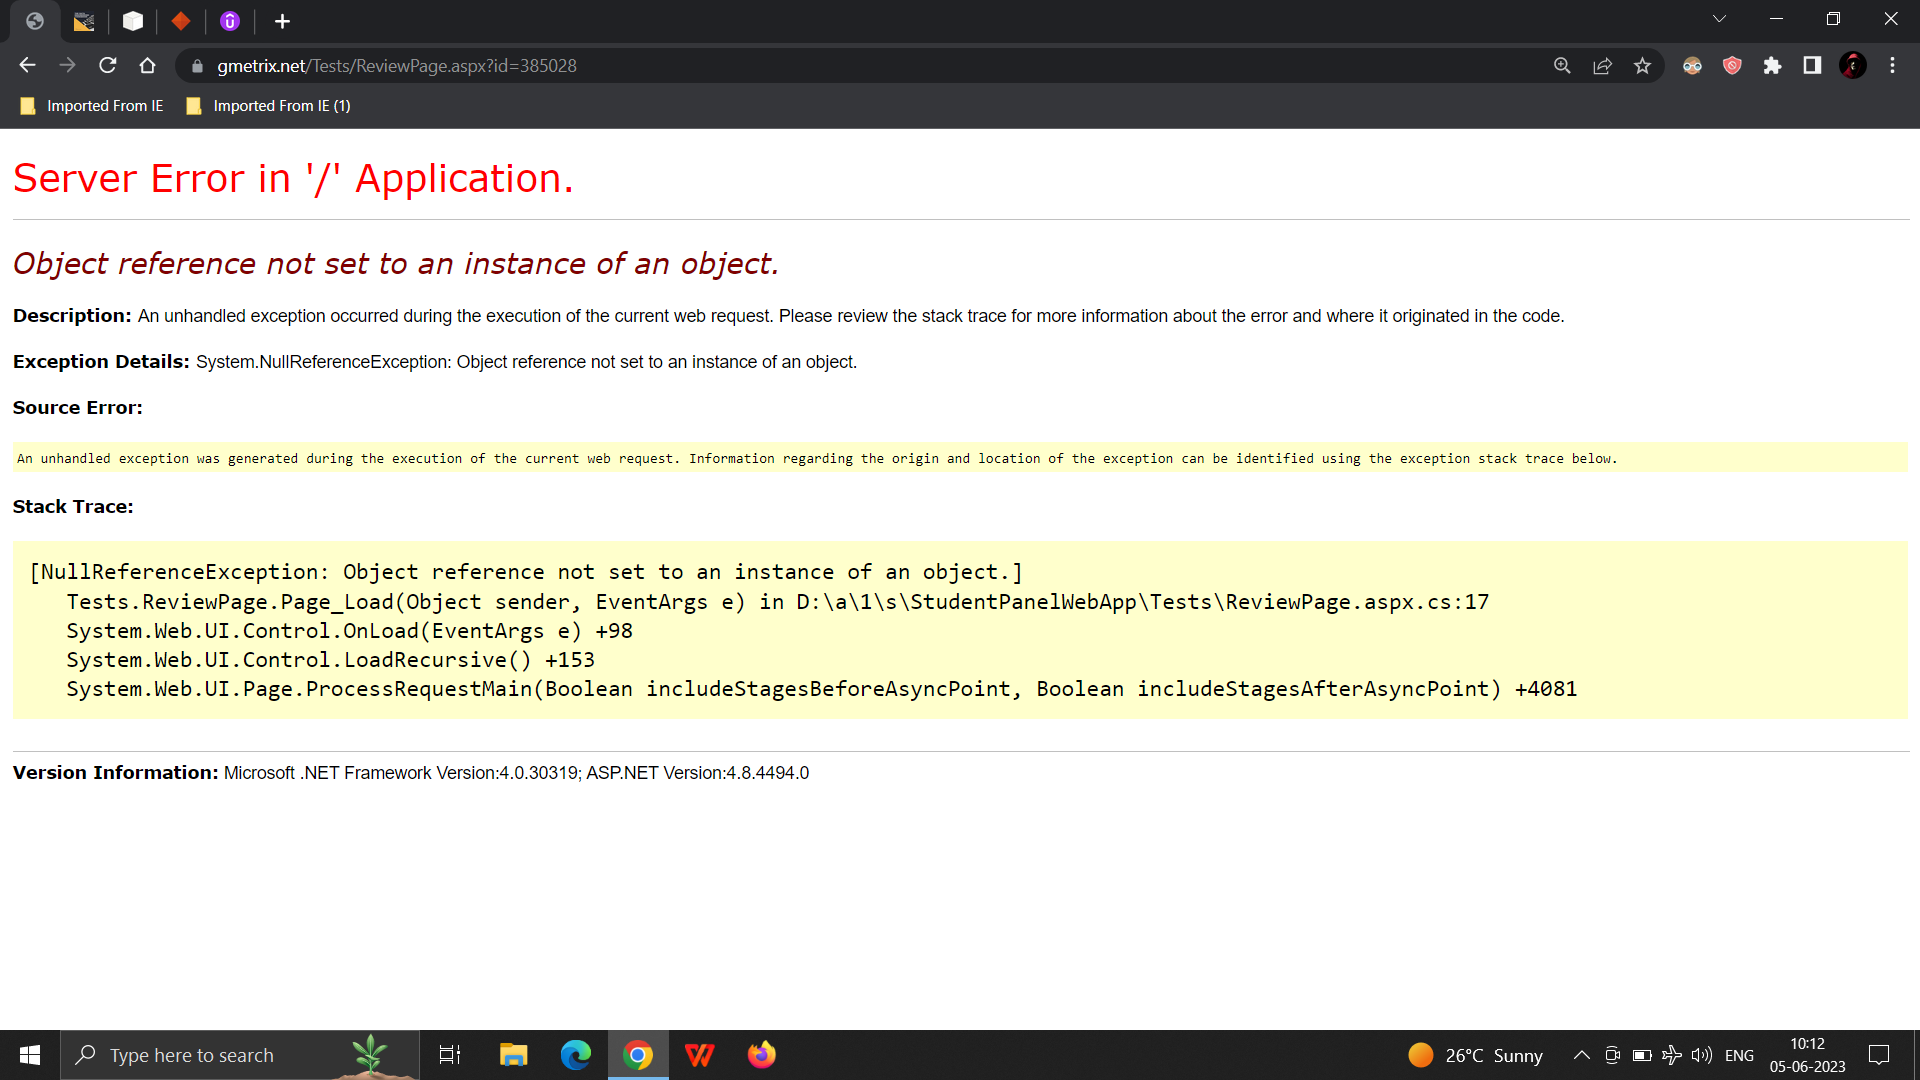 gmetrix.net/Tests/ReviewPage.aspx?id=385028
Imported From IE
Imported From IE (1)
Server Error in '/' Application.
Object reference not set to an instance of an object.
Description: An unhandled exception occurred during the execution of the current web request. Please review the stack trace for more information about the error and where it originated in the code.
Exception Details: System.NullReferenceException: Object reference not set to an instance of an object.
Source Error:
An unhandled exception was generated during the execution of the current web request. Information regarding the origin and location of the exception can be identified using the exception stack trace below.
Stack Trace:
[NullReferenceException: Object reference not set to an instance of an object.]
Tests.ReviewPage.Page_Load(Object sender, EventArgs e) in D:\a\1\s\StudentPanelWebApp\Tests\ReviewPage.aspx.cs:17
System.Web.UI.Control.OnLoad(EventArgs e) +98
System.Web.UI.Control.LoadRecursive() +153
System.Web.UI.Page.ProcessRequestMain(Boolean includeStagesBeforeAsyncPoint, Boolean includeStagesAfterAsyncPoint) +4081
Version Information: Microsoft .NET Framework Version:4.0.30319; ASP.NET Version:4.8.4494.0
Type here to search
26°C Sunny
ENG
10:12
05-06-2023